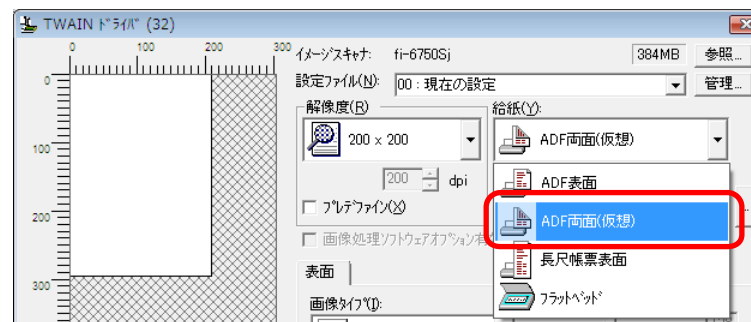 TWAIN ﾄﾞﾗｲﾊﾞ (32)
0 100 200 300
ｲﾒｰｼﾞｽｷｬﾅ: fi-6750Sj 384MB 参照...
設定ﾌｧｲﾙ(N): 00 : 現在の設定 管理...
解像度(R) 給紙(Y):
200 × 200 ADF両面(仮想)
200 dpi ADF表面
ﾌﾟﾚﾃﾞﾌｧｲﾝ(X) ADF両面(仮想)
画像処理ｿﾌﾄｳｪｱｵﾌﾟｼｮﾝ有
長尺帳票表面
表面
ﾌﾗｯﾄﾍﾞｯﾄﾞ
画像ﾀｲﾌﾟ(I):
0
100
200
300